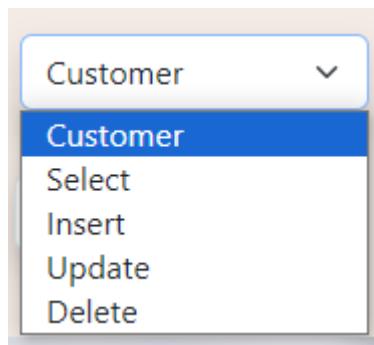 Customer
Customer
Select
Insert
Update
Delete